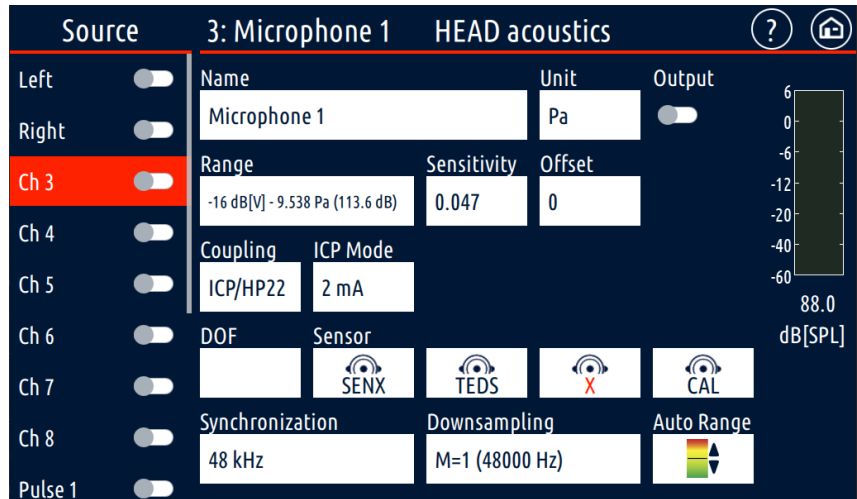 Source
3: Microphone 1 HEAD acoustics ?
Left
Right
Ch 3
Ch 4
Ch 5
Ch 6
Ch 7
Ch 8
Pulse 1
Name Unit Output
Microphone 1 Pa
Range Sensitivity Offset
-16 dB[V] - 9.538 Pa (113.6 dB) 0.047 0
Coupling ICP Mode
ICP/HP22 2 mA
DOF Sensor
SENX TEDS X CAL
Synchronization Downsampling Auto Range
48 kHz M=1 (48000 Hz)
6
0
-6
-12
-20
-40
-60
88.0
dB[SPL]